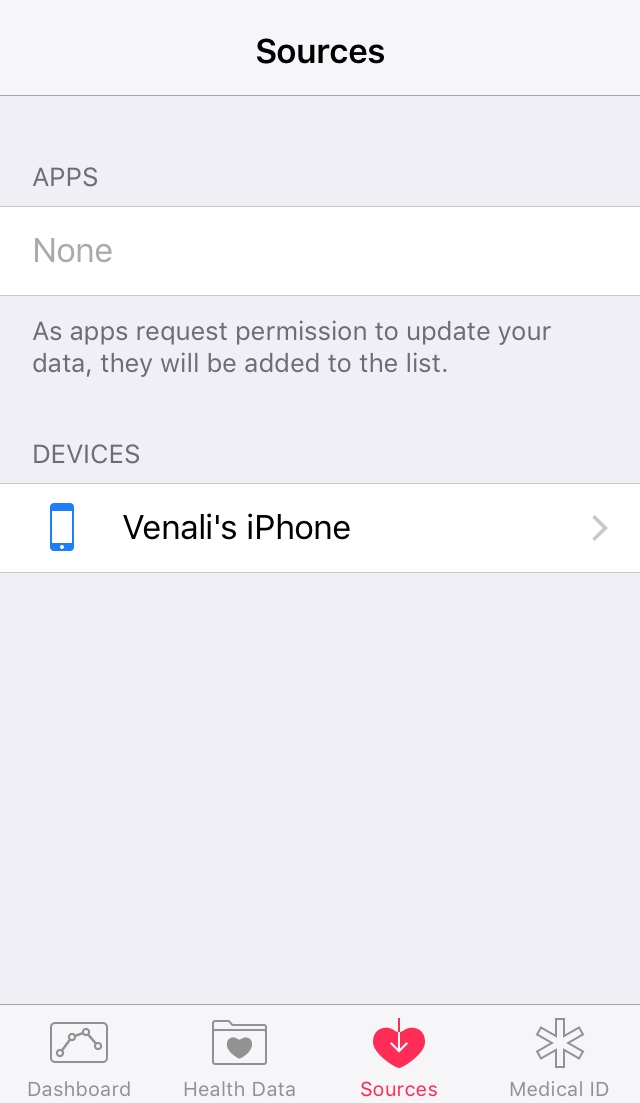 Sources
APPS
None
As apps request permission to update your
data, they will be added to the list.
DEVICES
Venali's iPhone
Dashboard
Health Data
Sources
Medical ID